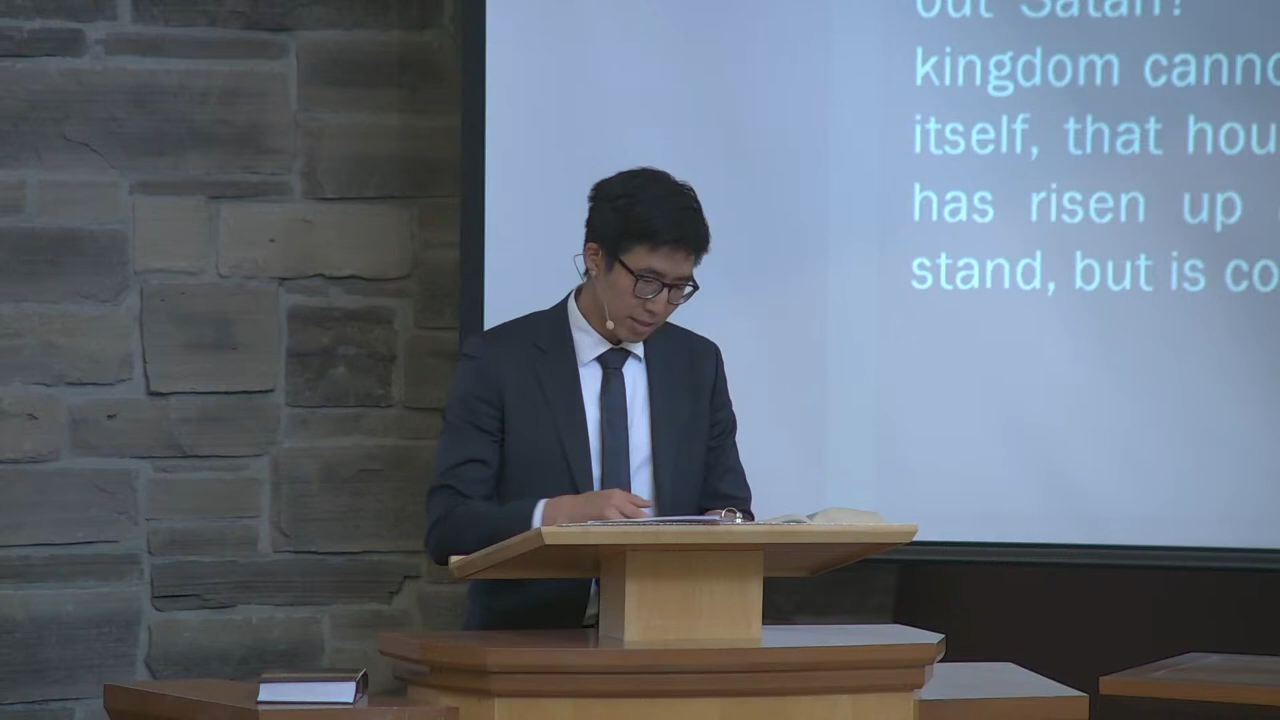 out Satan?
kingdom canno
itself, that hou
has risen up
stand, but is co